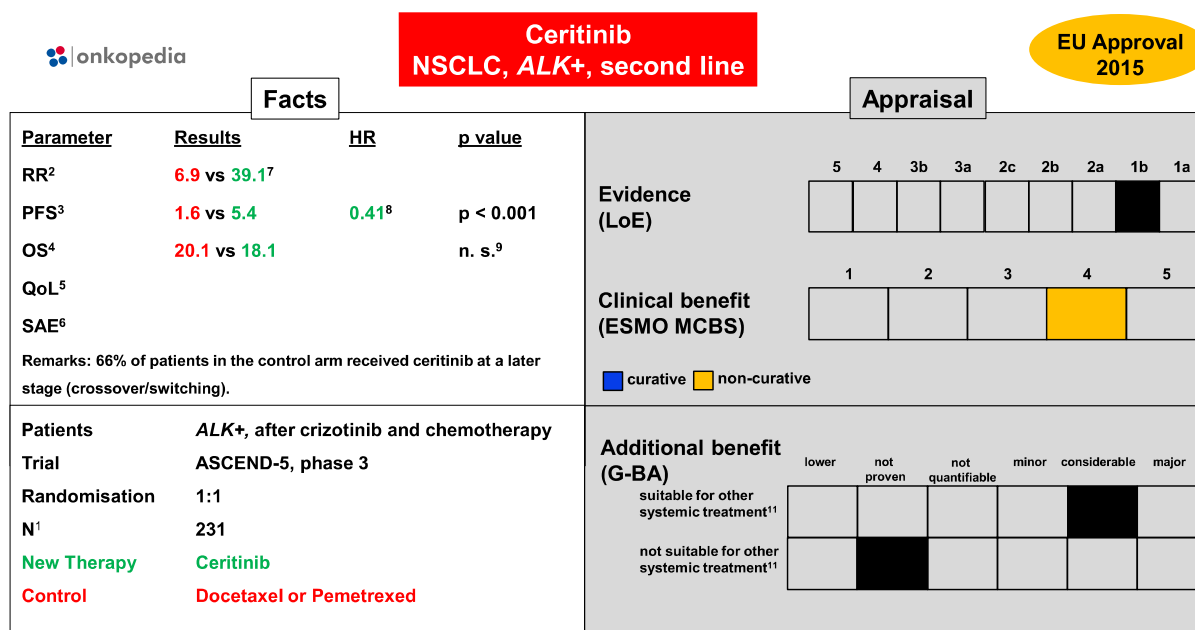 onkopedia
Ceritinib
NSCLC, ALK+, second line
EU Approval
2015
Facts
Parameter Results HR p value
RR2 6.9 vs 39.17
PFS3 1.6 vs 5.4 0.418 p < 0.001
OS4 20.1 vs 18.1 n. s.9
QoL5
SAE6
Remarks: 66% of patients in the control arm received ceritinib at a later
stage (crossover/switching).
Patients ALK+, after crizotinib and chemotherapy
Trial ASCEND-5, phase 3
Randomisation 1:1
N1 231
New Therapy Ceritinib
Control Docetaxel or Pemetrexed
Appraisal
5 4 3b 3a 2c 2b 2a 1b 1a
Evidence
(LoE)
1 2 3 4 5
Clinical benefit
(ESMO MCBS)
curative non-curative
Additional benefit
(G-BA)
lower not proven not quantifiable minor considerable major
suitable for other
systemic treatment11
not suitable for other
systemic treatment11